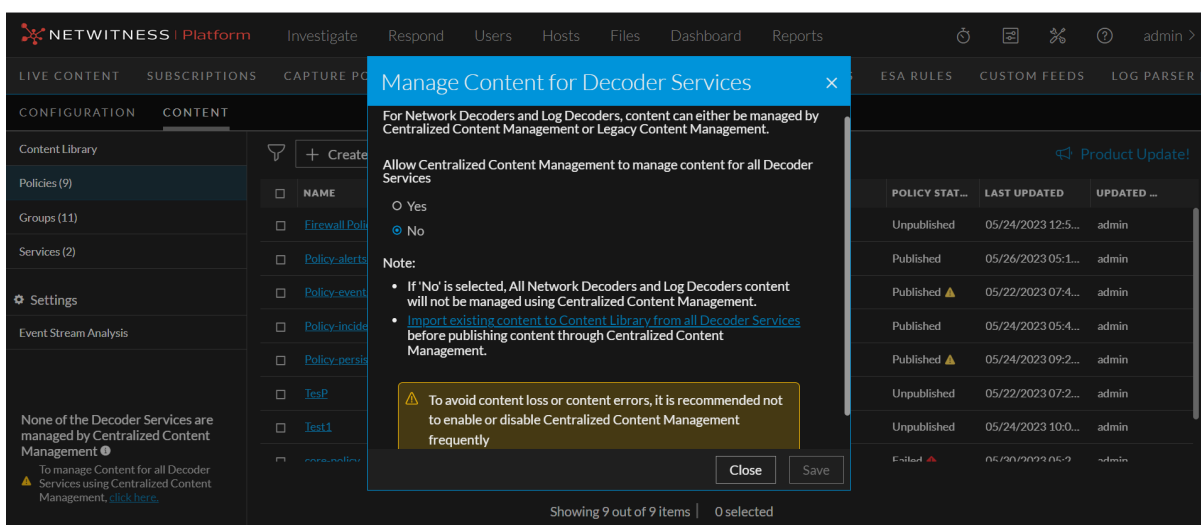 NETWITNESS | Platform
Investigate Respond Users Hosts Files Dashboard Reports admin >
LIVE CONTENT SUBSCRIPTIONS ESA RULES CUSTOM FEEDS LOG PARSER
CONFIGURATION CONTENT
Content Library
Policies (9)
Groups (11)
Services (2)
Settings
Event Stream Analysis
None of the Decoder Services are
managed by Centralized Content
Management
To manage Content for all Decoder
Services using Centralized Content
Management, click here.
+ Create
Product Update!
NAME POLICY STAT... LAST UPDATED UPDATED ...
Firewall Poli Unpublished 05/24/2023 12:5... admin
Policy-alerts Published 05/26/2023 05:1... admin
Policy-event Published 05/22/2023 07:4... admin
Policy-incide Published 05/24/2023 05:4... admin
Policy-persis Published 05/24/2023 09:2... admin
TesP Unpublished 05/22/2023 07:2... admin
Test1 Unpublished 05/24/2023 10:0... admin
core-policy Failed 05/30/2023 05:2 admin
Showing 9 out of 9 items | 0 selected
Manage Content for Decoder Services ×
For Network Decoders and Log Decoders, content can either be managed by
Centralized Content Management or Legacy Content Management.
Allow Centralized Content Management to manage content for all Decoder
Services
Yes
No
Note:
• If 'No' is selected, All Network Decoders and Log Decoders content
will not be managed using Centralized Content Management.
• Import existing content to Content Library from all Decoder Services
before publishing content through Centralized Content
Management.
To avoid content loss or content errors, it is recommended not
to enable or disable Centralized Content Management
frequently
Close Save